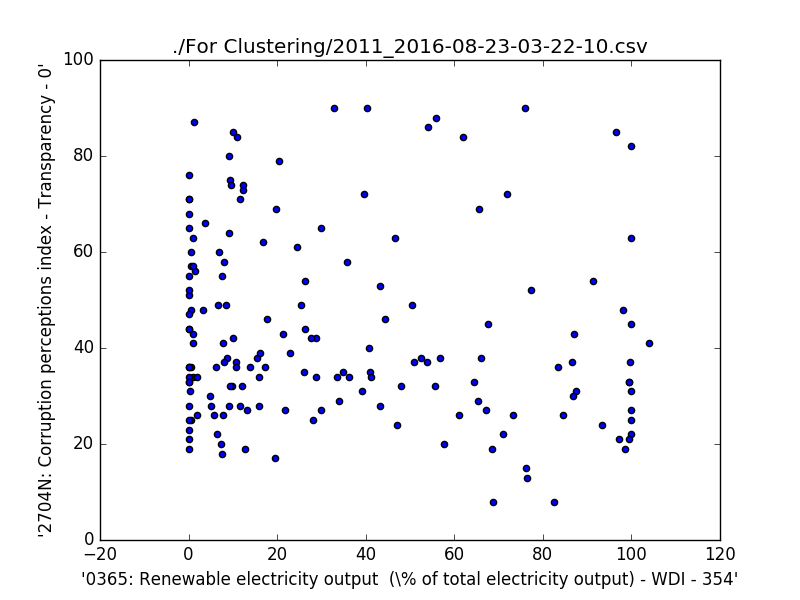 ./For Clustering/2011_2016-08-23-03-22-10.csv
100
80
60
40
20
0
'2704N: Corruption perceptions index - Transparency - 0'
−20 0 20 40 60 80 100 120
'0365: Renewable electricity output (\% of total electricity output) - WDI - 354'